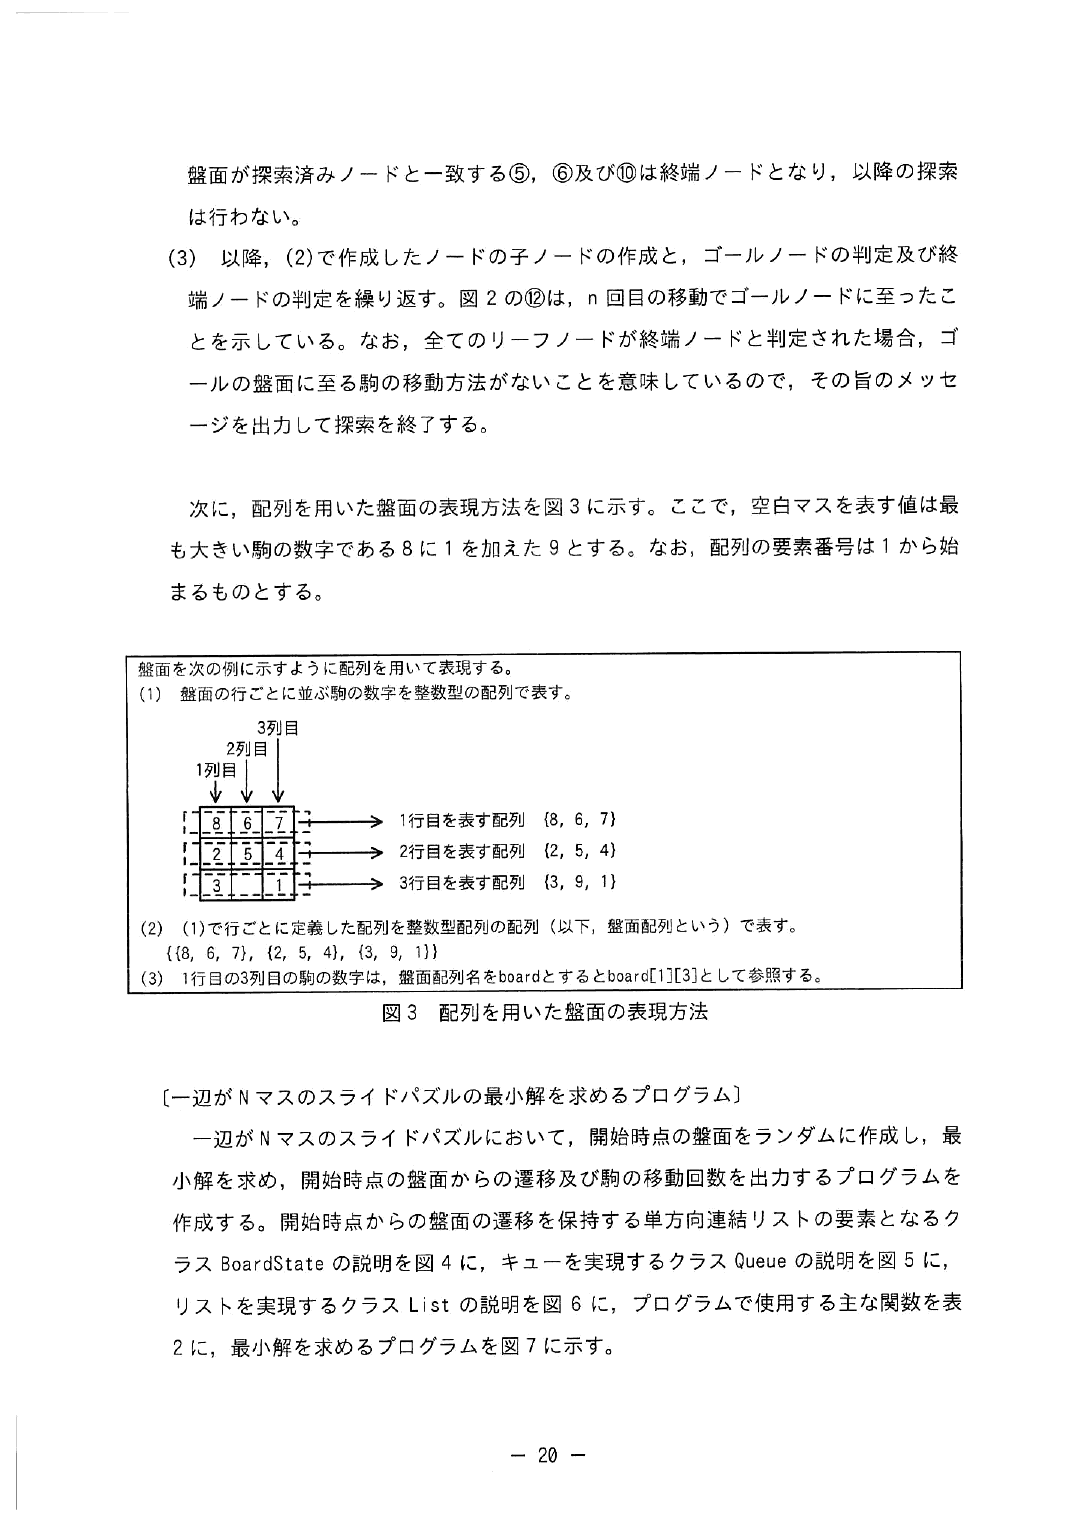 盤面が探索済みノードと一致する⑤，⑥及び⑩は終端ノードとなり，以降の探索
は行わない。
(3)　以降，(2)で作成したノードの子ノードの作成と，ゴールノードの判定及び終
端ノードの判定を繰り返す。図2の⑫は，n回目の移動でゴールノードに至ったこ
とを示している。なお，全てのリーフノードが終端ノードと判定された場合，ゴ
ールの盤面に至る駒の移動方法がないことを意味しているので，その旨のメッセ
ージを出力して探索を終了する。
次に，配列を用いた盤面の表現方法を図3に示す。ここで，空白マスを表す値は最
も大きい駒の数字である8に1を加えた9とする。なお，配列の要素番号は1から始
まるものとする。
盤面を次の例に示すように配列を用いて表現する。
(1)　盤面の行ごとに並ぶ駒の数字を整数型の配列で表す。
3列目
2列目
1列目
8 6 7　1行目を表す配列　{8, 6, 7}
2 5 4　2行目を表す配列　{2, 5, 4}
3 1　3行目を表す配列　{3, 9, 1}
(2)　(1)で行ごとに定義した配列を整数型配列の配列（以下，盤面配列という）で表す。
{{8, 6, 7}, {2, 5, 4}, {3, 9, 1}}
(3)　1行目の3列目の駒の数字は，盤面配列名をboardとするとboard[1][3]として参照する。
図3　配列を用いた盤面の表現方法
〔一辺がNマスのスライドパズルの最小解を求めるプログラム〕
一辺がNマスのスライドパズルにおいて，開始時点の盤面をランダムに作成し，最
小解を求め，開始時点の盤面からの遷移及び駒の移動回数を出力するプログラムを
作成する。開始時点からの盤面の遷移を保持する単方向連結リストの要素となるク
ラス BoardState の説明を図4に，キューを実現するクラス Queue の説明を図5に，
リストを実現するクラス List の説明を図6に，プログラムで使用する主な関数を表
2に，最小解を求めるプログラムを図7に示す。
－ 20 －